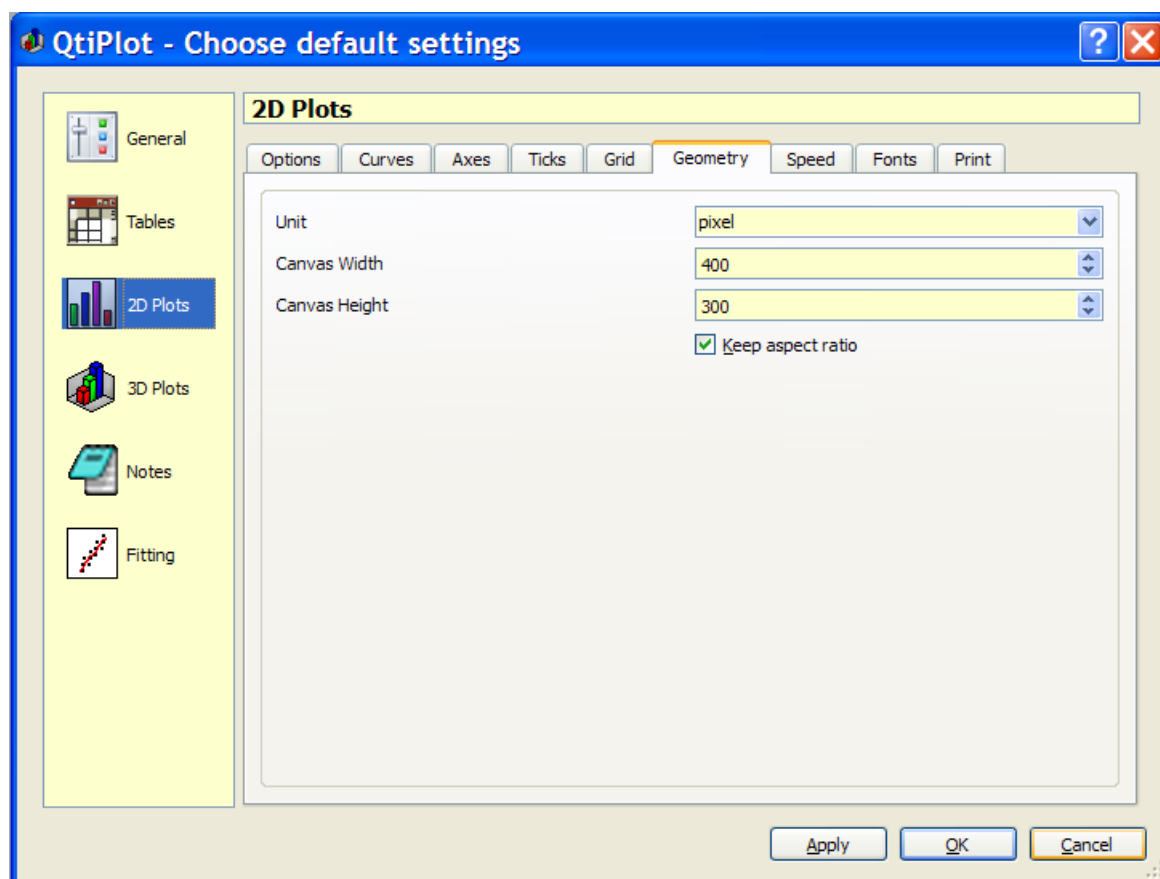 QtiPlot - Choose default settings
General
Tables
2D Plots
3D Plots
Notes
Fitting
2D Plots
Options Curves Axes Ticks Grid Geometry Speed Fonts Print
Unit pixel
Canvas Width 400
Canvas Height 300
Keep aspect ratio
Apply OK Cancel